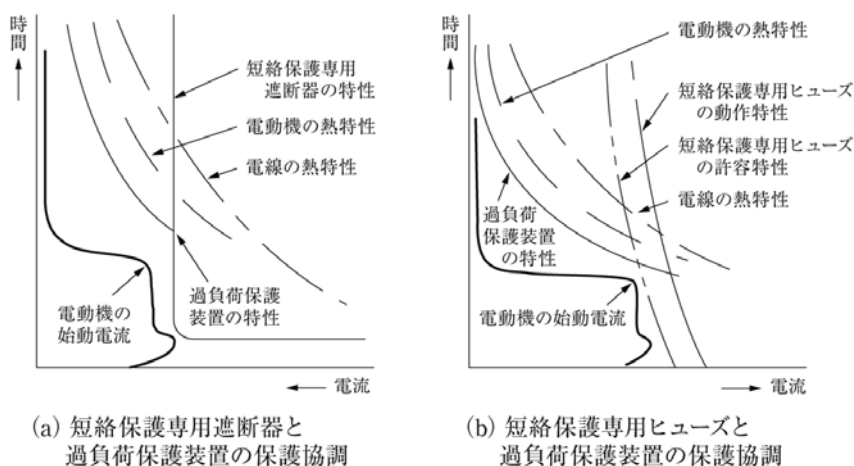 時間
短絡保護専用
遮断器の特性
電動機の熱特性
電線の熱特性
過負荷保護
装置の特性
電動機の
始動電流
電流
(a) 短絡保護専用遮断器と
過負荷保護装置の保護協調
時間
電動機の熱特性
短絡保護専用ヒューズ
の動作特性
短絡保護専用ヒューズ
の許容特性
電線の熱特性
過負荷
保護装置
の特性
電動機の始動電流
電流
(b) 短絡保護専用ヒューズと
過負荷保護装置の保護協調